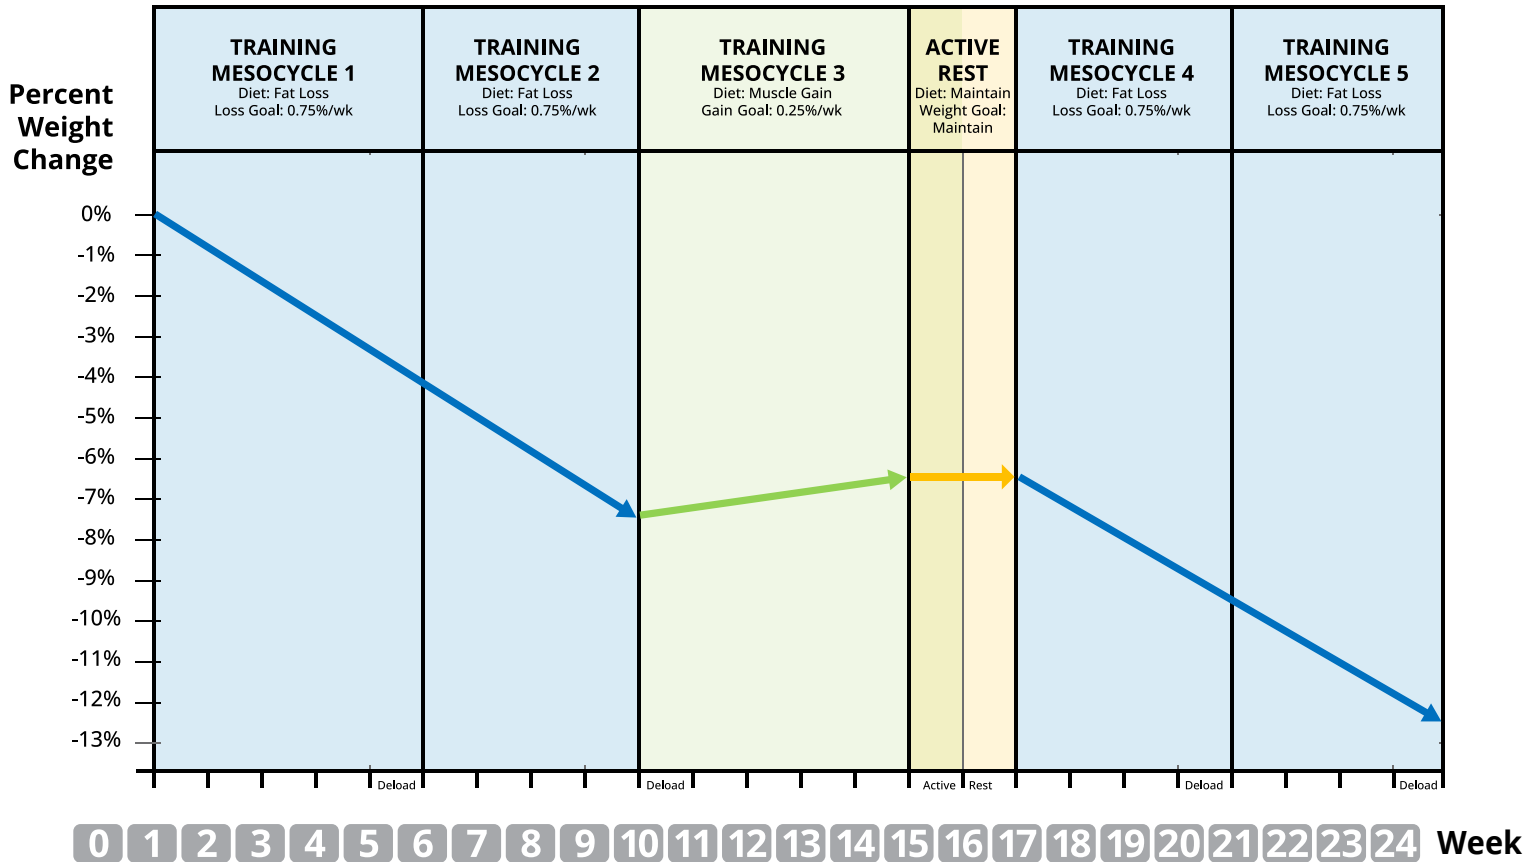 TRAINING
MESOCYCLE 1
Diet: Fat Loss
Loss Goal: 0.75%/wk
TRAINING
MESOCYCLE 2
Diet: Fat Loss
Loss Goal: 0.75%/wk
TRAINING
MESOCYCLE 3
Diet: Muscle Gain
Gain Goal: 0.25%/wk
ACTIVE
REST
Diet: Maintain
Weight Goal:
Maintain
TRAINING
MESOCYCLE 4
Diet: Fat Loss
Loss Goal: 0.75%/wk
TRAINING
MESOCYCLE 5
Diet: Fat Loss
Loss Goal: 0.75%/wk
Percent
Weight
Change
0%
-1%
-2%
-3%
-4%
-5%
-6%
-7%
-8%
-9%
-10%
-11%
-12%
-13%
Deload
Deload
Active
Rest
Deload
Deload
0 1 2 3 4 5 6 7 8 9 10 11 12 13 14 15 16 17 18 19 20 21 22 23 24 Week